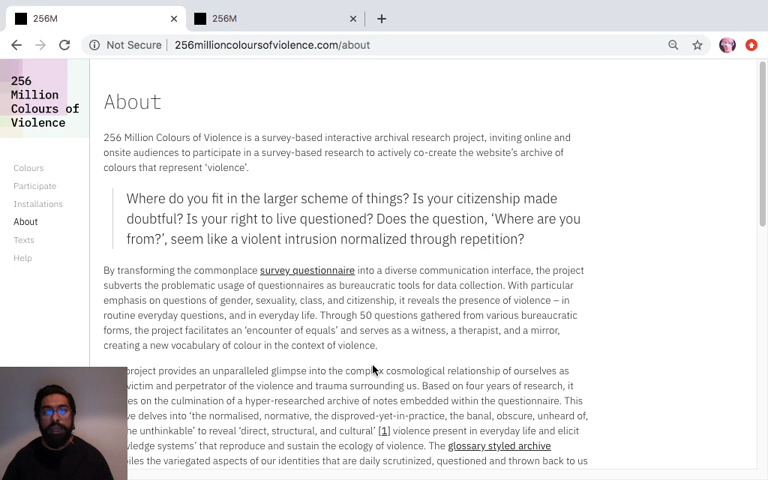 256M
256M
Not Secure
256millioncoloursofviolence.com/about
256
Million
Colours of
Violence
Colours
Participate
Installations
About
Texts
Help
About
256 Million Colours of Violence is a survey-based interactive archival research project, inviting online and
onsite audiences to participate in a survey-based research to actively co-create the website's archive of
colours that represent 'violence'.
Where do you fit in the larger scheme of things? Is your citizenship made
doubtful? Is your right to live questioned? Does the question, 'Where are you
from?', seem like a violent intrusion normalized through repetition?
By transforming the commonplace survey questionnaire into a diverse communication interface, the project
subverts the problematic usage of questionnaires as bureaucratic tools for data collection. With particular
emphasis on questions of gender, sexuality, class, and citizenship, it reveals the presence of violence – in
routine everyday questions, and in everyday life. Through 50 questions gathered from various bureaucratic
forms, the project facilitates an 'encounter of equals' and serves as a witness, a therapist, and a mirror,
creating a new vocabulary of colour in the context of violence.
project provides an unparalleled glimpse into the complex cosmological relationship of ourselves as
victim and perpetrator of the violence and trauma surrounding us. Based on four years of research, it
es on the culmination of a hyper-researched archive of notes embedded within the questionnaire. This
ve delves into 'the normalised, normative, the disproved-yet-in-practice, the banal, obscure, unheard of,
ne unthinkable' to reveal 'direct, structural, and cultural' [1] violence present in everyday life and elicit
wledge systems' that reproduce and sustain the ecology of violence. The glossary styled archive
biles the variegated aspects of our identities that are daily scrutinized, questioned and thrown back to us